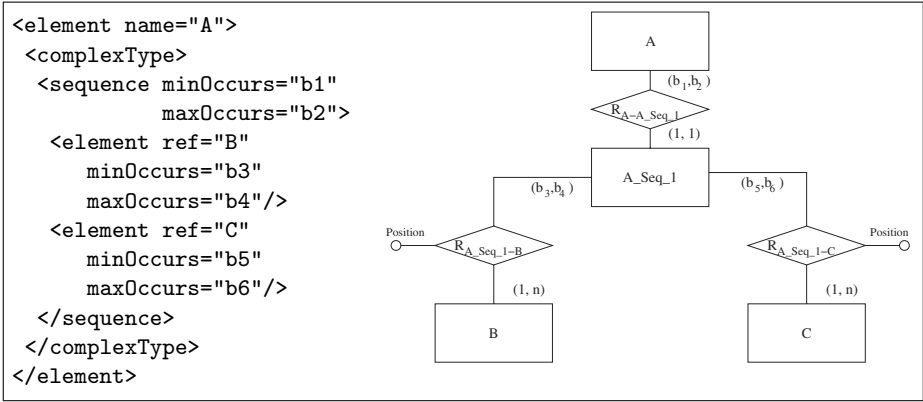 <element name="A">
<complexType>
<sequence minOccurs="b1"
maxOccurs="b2">
<element ref="B"
minOccurs="b3"
maxOccurs="b4"/>
<element ref="C"
minOccurs="b5"
maxOccurs="b6"/>
</sequence>
</complexType>
</element>
A
(b1,b2)
RA−A_Seq_1
(1, 1)
A_Seq_1
(b3,b4)
(b5,b6)
Position
RA_Seq_1−B
RA_Seq_1−C
Position
(1, n)
(1, n)
B
C